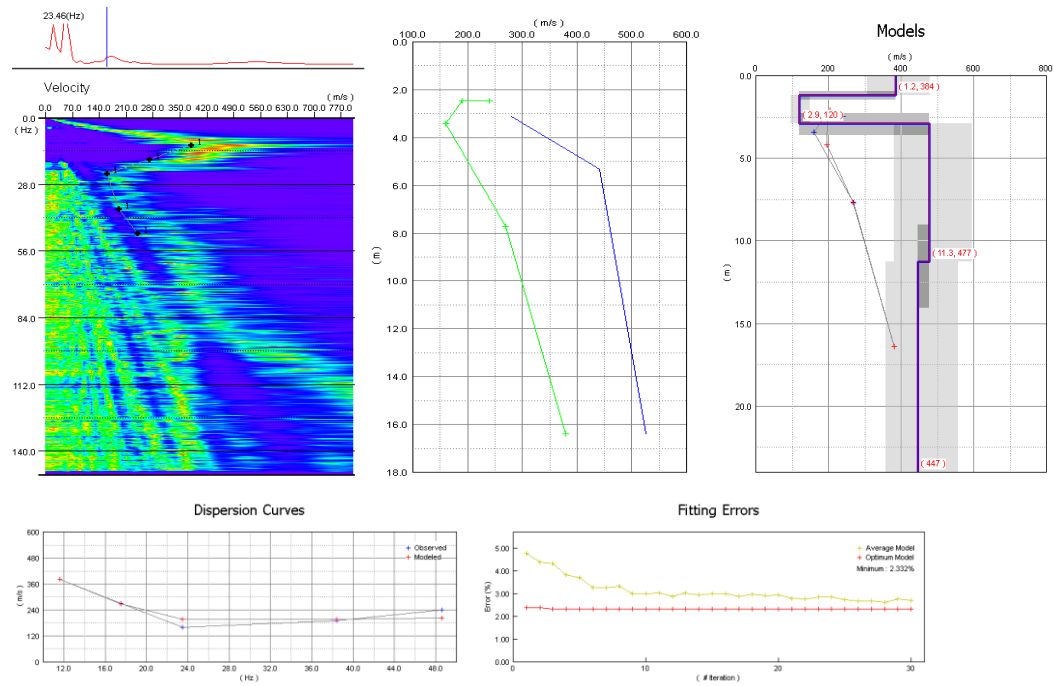 23.46(Hz)
Velocity
( m/s )
0.0 70.0 140.0 210.0 280.0 350.0 420.0 490.0 560.0 630.0 700.0 770.0
( Hz )
0.0
28.0
56.0
84.0
112.0
140.0
1
1
1
1
1
( m/s )
100.0 200.0 300.0 400.0 500.0 600.0
0.0
2.0
4.0
6.0
8.0
10.0
12.0
14.0
16.0
18.0
( m )
Models
( m/s )
0 200 400 600 800
0.0
5.0
10.0
15.0
20.0
( m )
( 1.2, 384)
( 2.9, 120)
( 11.3, 477)
( 447)
Dispersion Curves
600
480
360
240
120
0
( m/s )
12.0 16.0 20.0 24.0 28.0 32.0 36.0 40.0 44.0 48.0
( Hz )
Observed
Modeled
Fitting Errors
5.00
4.00
3.00
2.00
1.00
0.00
Error (%)
0 10 20 30
( # Iteration )
Average Model
Optimum Model
Minimum : 2.332%